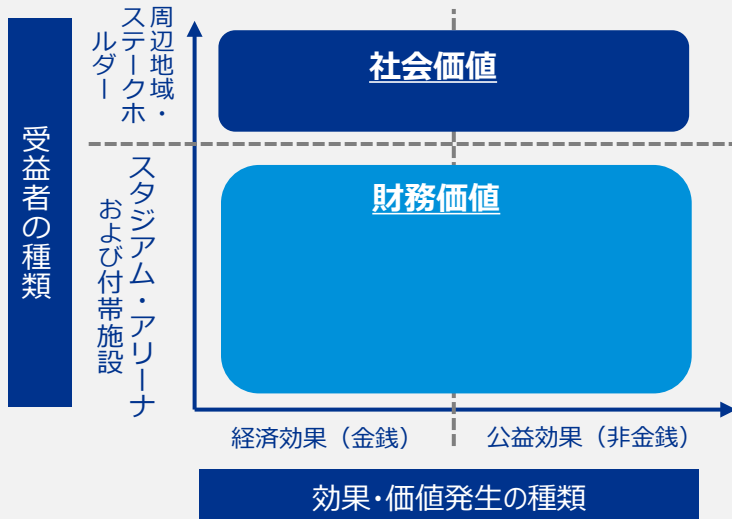 受益者の種類
周辺地域・
ステークホ
ルダー
社会価値
スタジアム・アリーナ
および付帯施設
財務価値
経済効果（金銭）
公益効果（非金銭）
効果・価値発生の種類